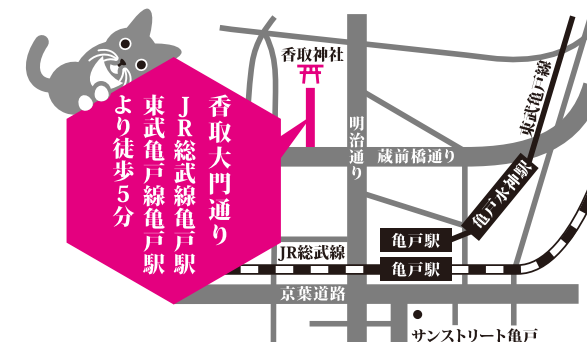 香取大門通り
JR総武線亀戸駅
東武亀戸線亀戸駅
より徒歩5分
香取神社
明治通り
蔵前橋通り
東武亀戸線
亀戸水神駅
亀戸駅
JR総武線
亀戸駅
京葉道路
サンストリート亀戸